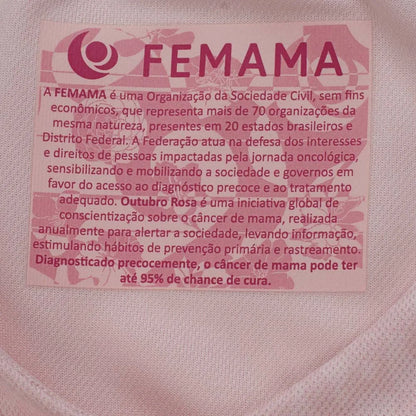 FEMAMA
A FEMAMA é uma Organização da Sociedade Civil, sem fins
econômicos, que representa mais de 70 organizações da
mesma natureza, presentes em 20 estados brasileiros e
Distrito Federal. A Federação atua na defesa dos interesses
e direitos de pessoas impactadas pela jornada oncológica,
sensibilizando e mobilizando a sociedade e governos em
favor do acesso ao diagnóstico precoce e ao tratamento
adequado. Outubro Rosa é uma iniciativa global de
conscientização sobre o câncer de mama, realizada
anualmente para alertar a sociedade, levando informação,
estimulando hábitos de prevenção primária e rastreamento.
Diagnosticado precocemente, o câncer de mama pode ter
até 95% de chance de cura.